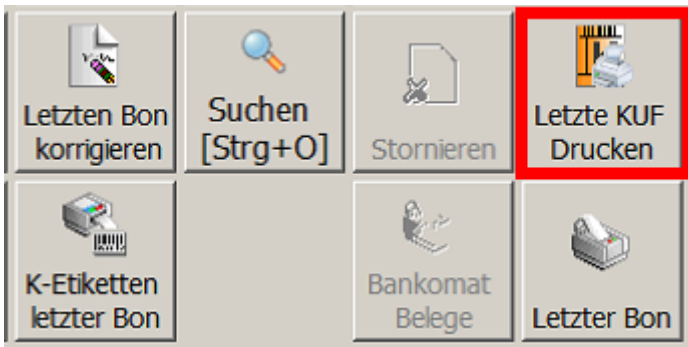 Letzten Bon
korrigieren
Suchen
[Strg+O]
Stornieren
Letzte KUF
Drucken
K-Etiketten
letzter Bon
Bankomat
Belege
Letzter Bon